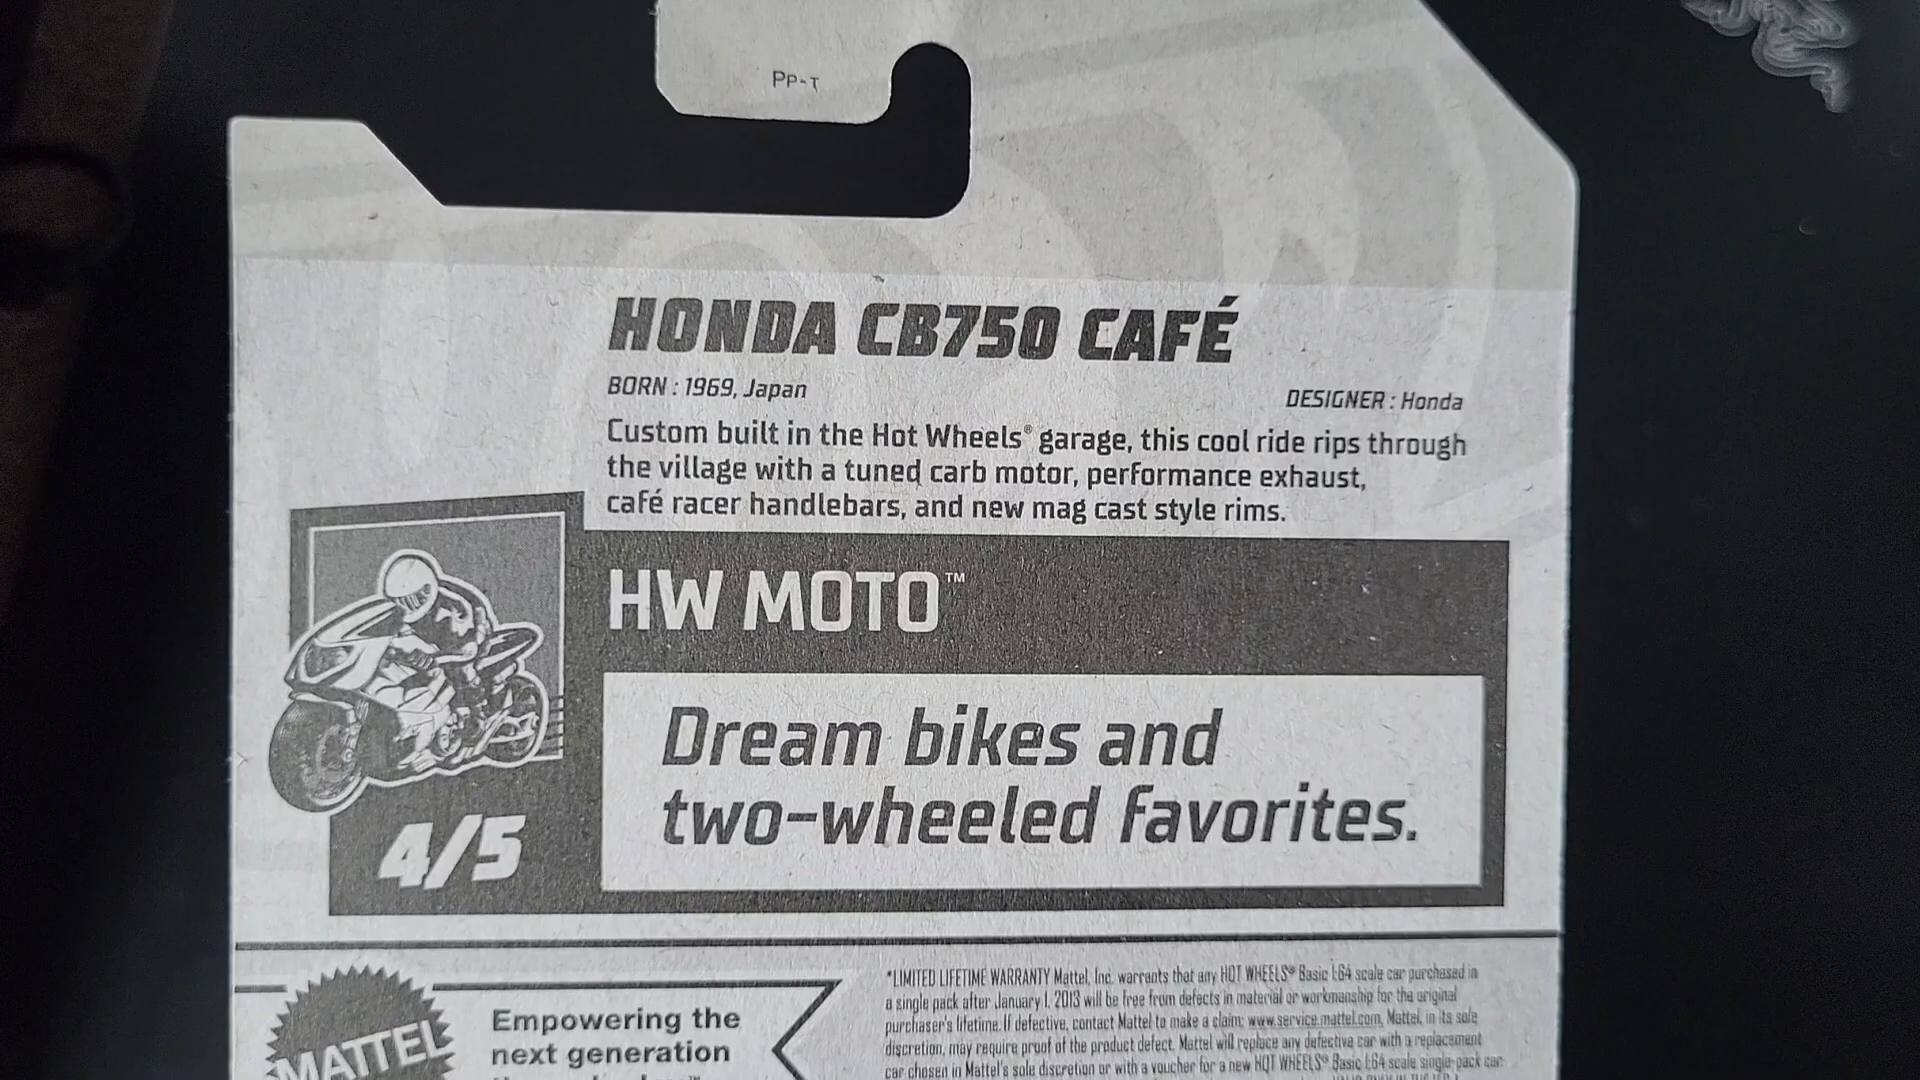 PP-T
HONDA CB750 CAFÉ
BORN : 1969, Japan
DESIGNER : Honda
Custom built in the Hot Wheels® garage, this cool ride rips through
the village with a tuned carb motor, performance exhaust,
café racer handlebars, and new mag cast style rims.
HW MOTO™
Dream bikes and
two-wheeled favorites.
4/5
MATTEL
Empowering the
next generation
*LIMITED LIFETIME WARRANTY Mattel, Inc. warrants that any HOT WHEELS® Basic 1:64 scale car purchased in
a single pack after January 1, 2013 will be free from defects in material or workmanship for the original
purchaser's lifetime. If defective, contact Mattel to make a claim: www.service.mattel.com. Mattel, in its sole
discretion, may require proof of the product defect. Mattel will replace any defective car with a replacement
car chosen in Mattel's sole discretion or with a voucher for a new HOT WHEELS® Basic 1:64 scale single-pack car.